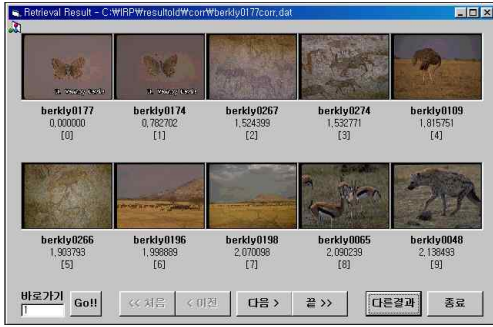 Retrieval Result - C:₩IRP₩resultold₩corr₩berkly0177corr.dat
berkly0177 berkly0174 berkly0267 berkly0274 berkly0109
0,000000 0,782702 1,524399 1,532771 1,815751
[0] [1] [2] [3] [4]
berkly0266 berkly0196 berkly0198 berkly0065 berkly0048
1,903793 1,998889 2,070098 2,090239 2,138493
[5] [6] [7] [8] [9]
바로가기
1 Go!! << 처음 < 이전 다음 > 끝 >> 다른결과 종료